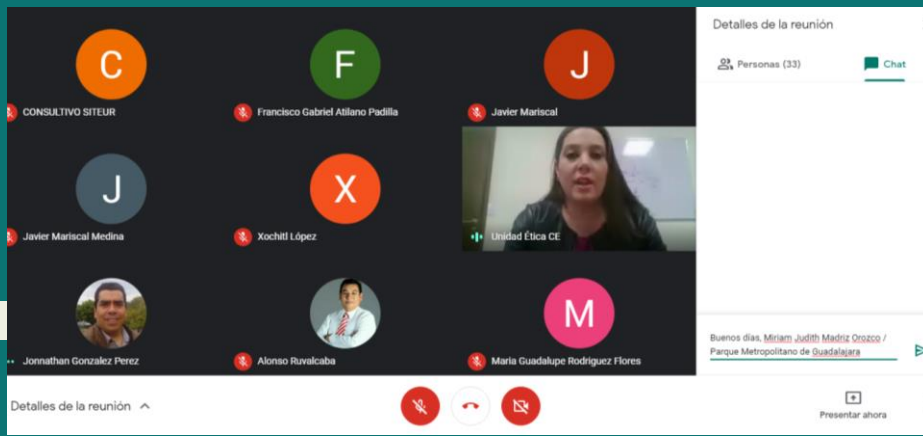 Detalles de la reunión
Personas (33)
Chat
C
CONSULTIVO SITEUR
F
Francisco Gabriel Atilano Padilla
J
Javier Mariscal
J
Javier Mariscal Medina
X
Xochitl López
Unidad Ética CE
Jonnathan Gonzalez Perez
Alonso Ruvalcaba
M
Maria Guadalupe Rodriguez Flores
Buenos días, Miriam Judith Madriz Orozco /
Parque Metropolitano de Guadalajara
Detalles de la reunión
Presentar ahora